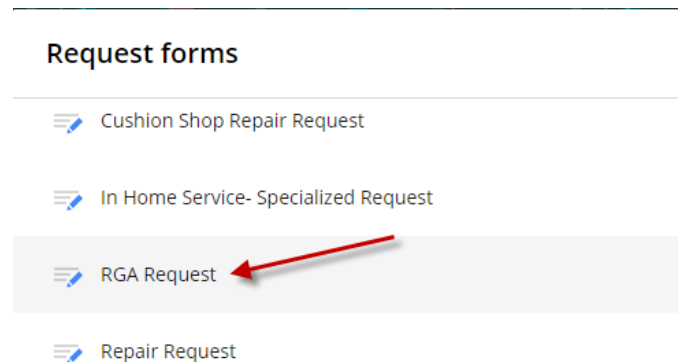 Request forms
Cushion Shop Repair Request
In Home Service- Specialized Request
RGA Request
Repair Request